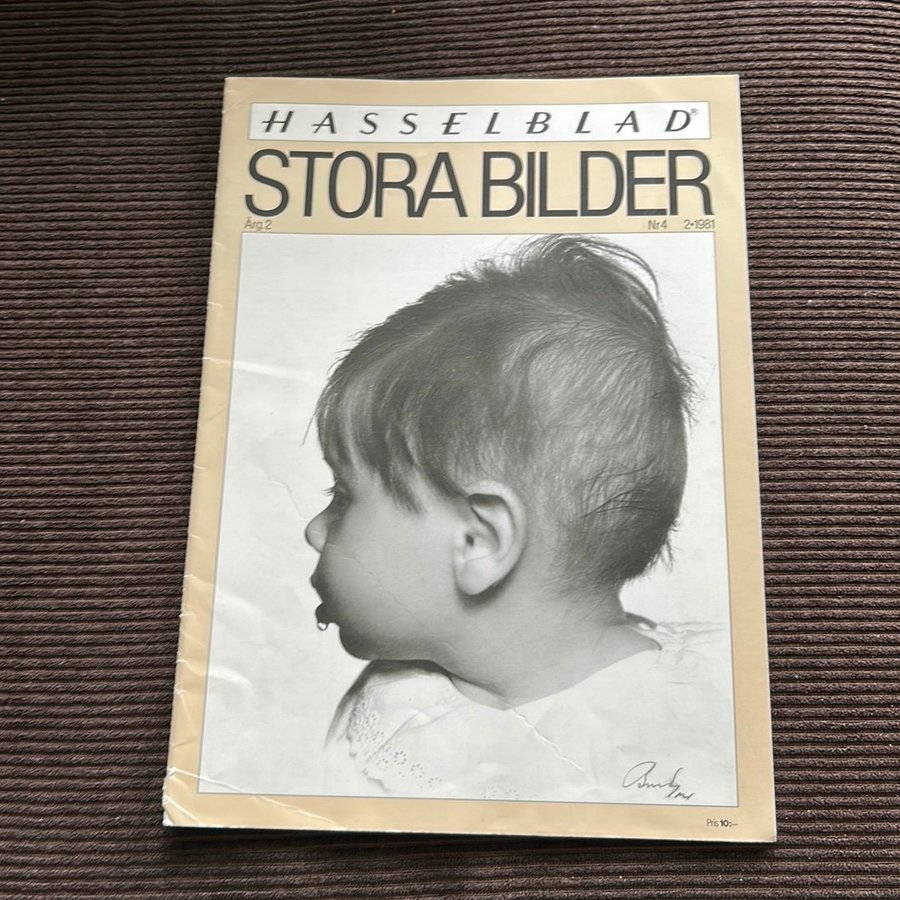 HASSELBLAD®
STORA BILDER
Årg.2 Nr4 2•1981
Pris 10:-